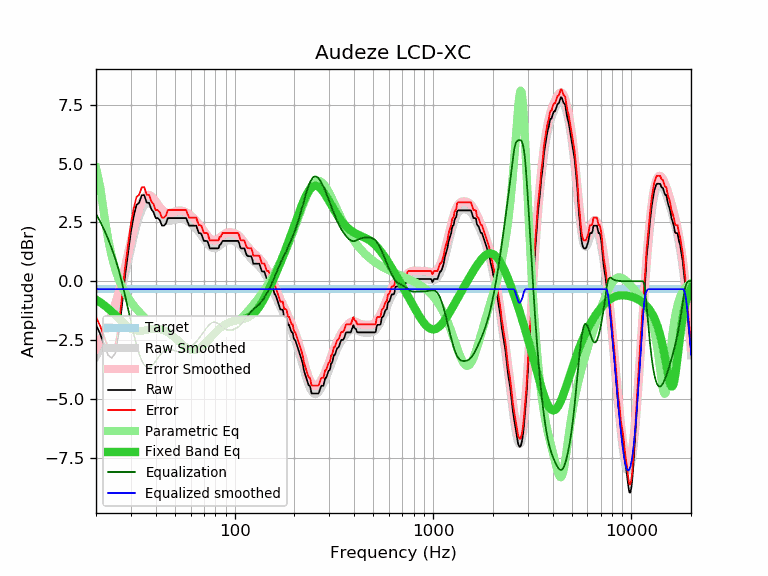 Audeze LCD-XC
Amplitude (dBr)
7.5
5.0
2.5
0.0
−2.5
−5.0
−7.5
Target
Raw Smoothed
Error Smoothed
Raw
Error
Parametric Eq
Fixed Band Eq
Equalization
Equalized smoothed
100
1000
10000
Frequency (Hz)